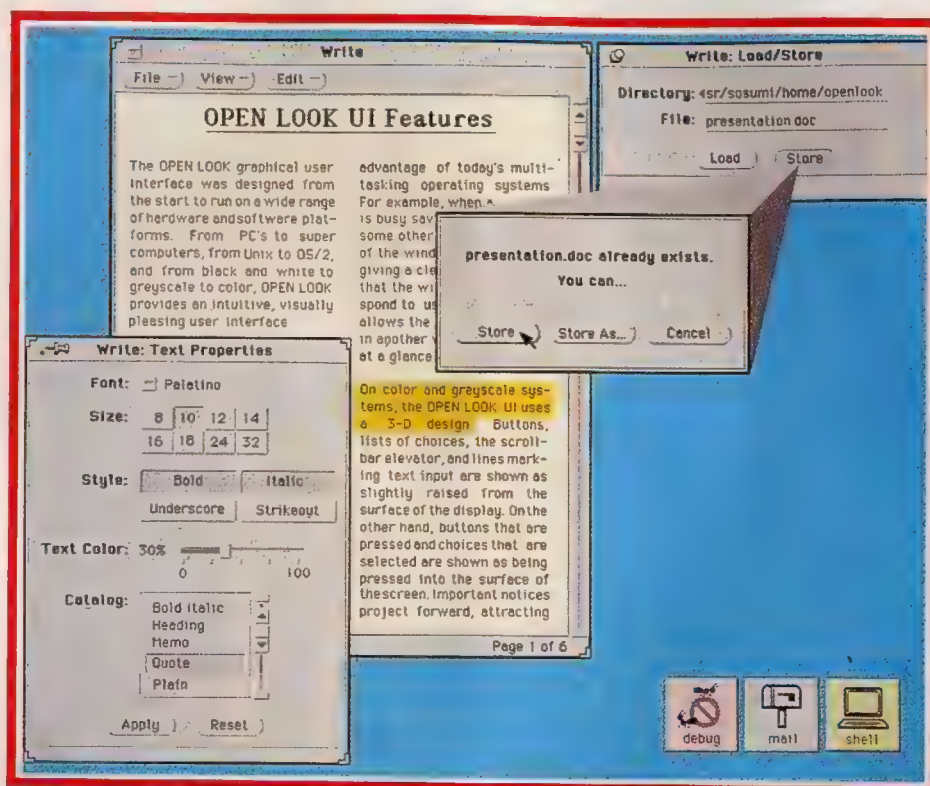 Write
File View Edit
OPEN LOOK UI Features
The OPEN LOOK graphical user
interface was designed from
the start to run on a wide range
of hardware and software plat-
forms. From PC's to super
computers, from Unix to OS/2,
and from black and white to
greyscale to color, OPEN LOOK
provides an intuitive, visually
pleasing user interface
advantage of today's multi-
tasking operating systems
For example, when
is busy sav
some other
of the wind
giving a cle
that the wi
spond to us
allows the
in another
at a glance
On color and greyscale sys-
tems, the OPEN LOOK UI uses
a 3-D design Buttons,
lists of choices, the scroll-
bar elevator, and lines mark-
ing text input are shown as
slightly raised from the
surface of the display. On the
other hand, buttons that are
pressed and choices that are
selected are shown as being
pressed into the surface of
the screen. Important notices
project forward, attracting
Page 1 of 6
Write: Load/Store
Directory: usr/sosumi/home/openlook
File: presentation.doc
Load Store
presentation.doc already exists.
You can...
Store Store As... Cancel
Write: Text Properties
Font: Palatino
Size: 8 10 12 14
16 18 24 32
Style: Bold Italic
Underscore Strikeout
Text Color: 30%
0 100
Catalog:
Bold Italic
Heading
Memo
Quote
Plain
Apply Reset
debug mail shell